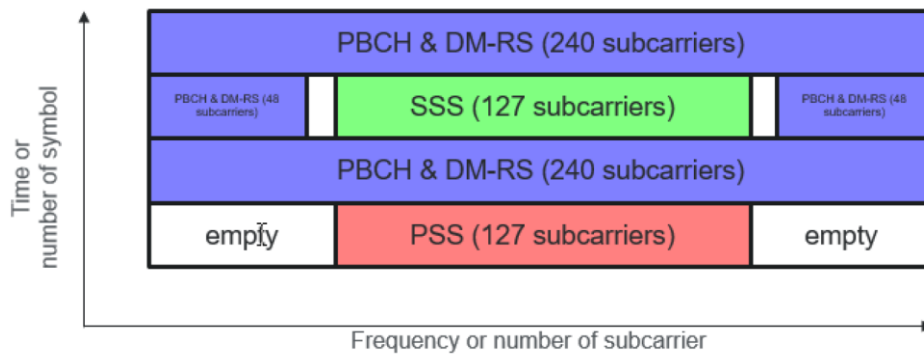 PBCH & DM-RS (240 subcarriers)
PBCH & DM-RS (48
subcarriers)
SSS (127 subcarriers)
PBCH & DM-RS (48
subcarriers)
PBCH & DM-RS (240 subcarriers)
empty
PSS (127 subcarriers)
empty
Time or
number of symbol
Frequency or number of subcarrier